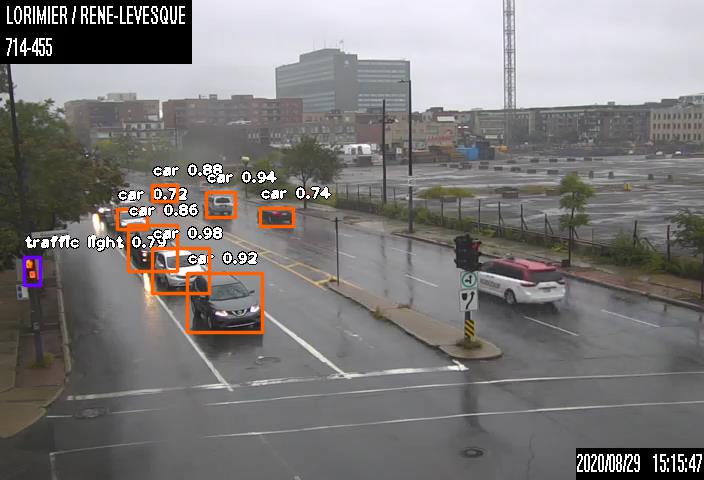 LORIMIER / RENE-LEVESQUE
714-455
car 0.88
car 0.94
car 0.72
car 0.74
car 0.86
traffic light 0.79
car 0.98
car 0.92
2020/08/29 15:15:47